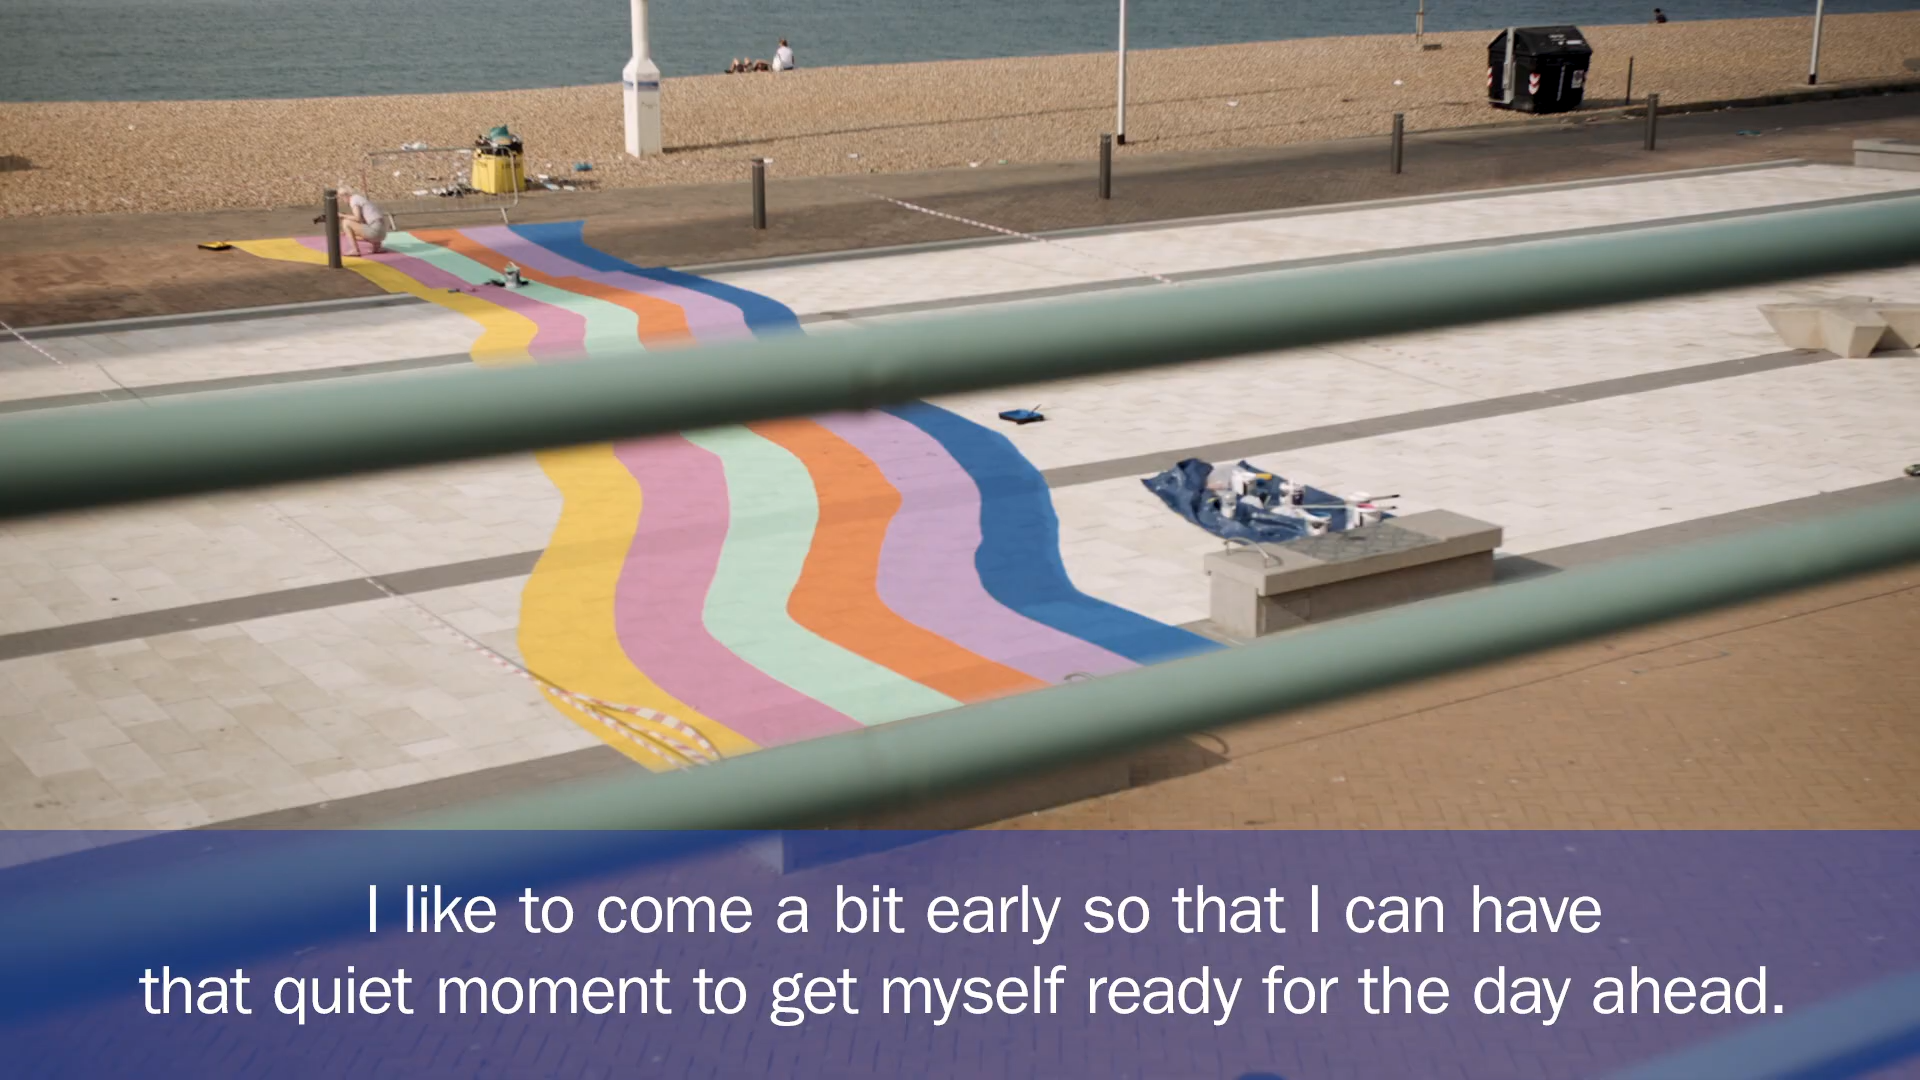 I like to come a bit early so that I can have
that quiet moment to get myself ready for the day ahead.